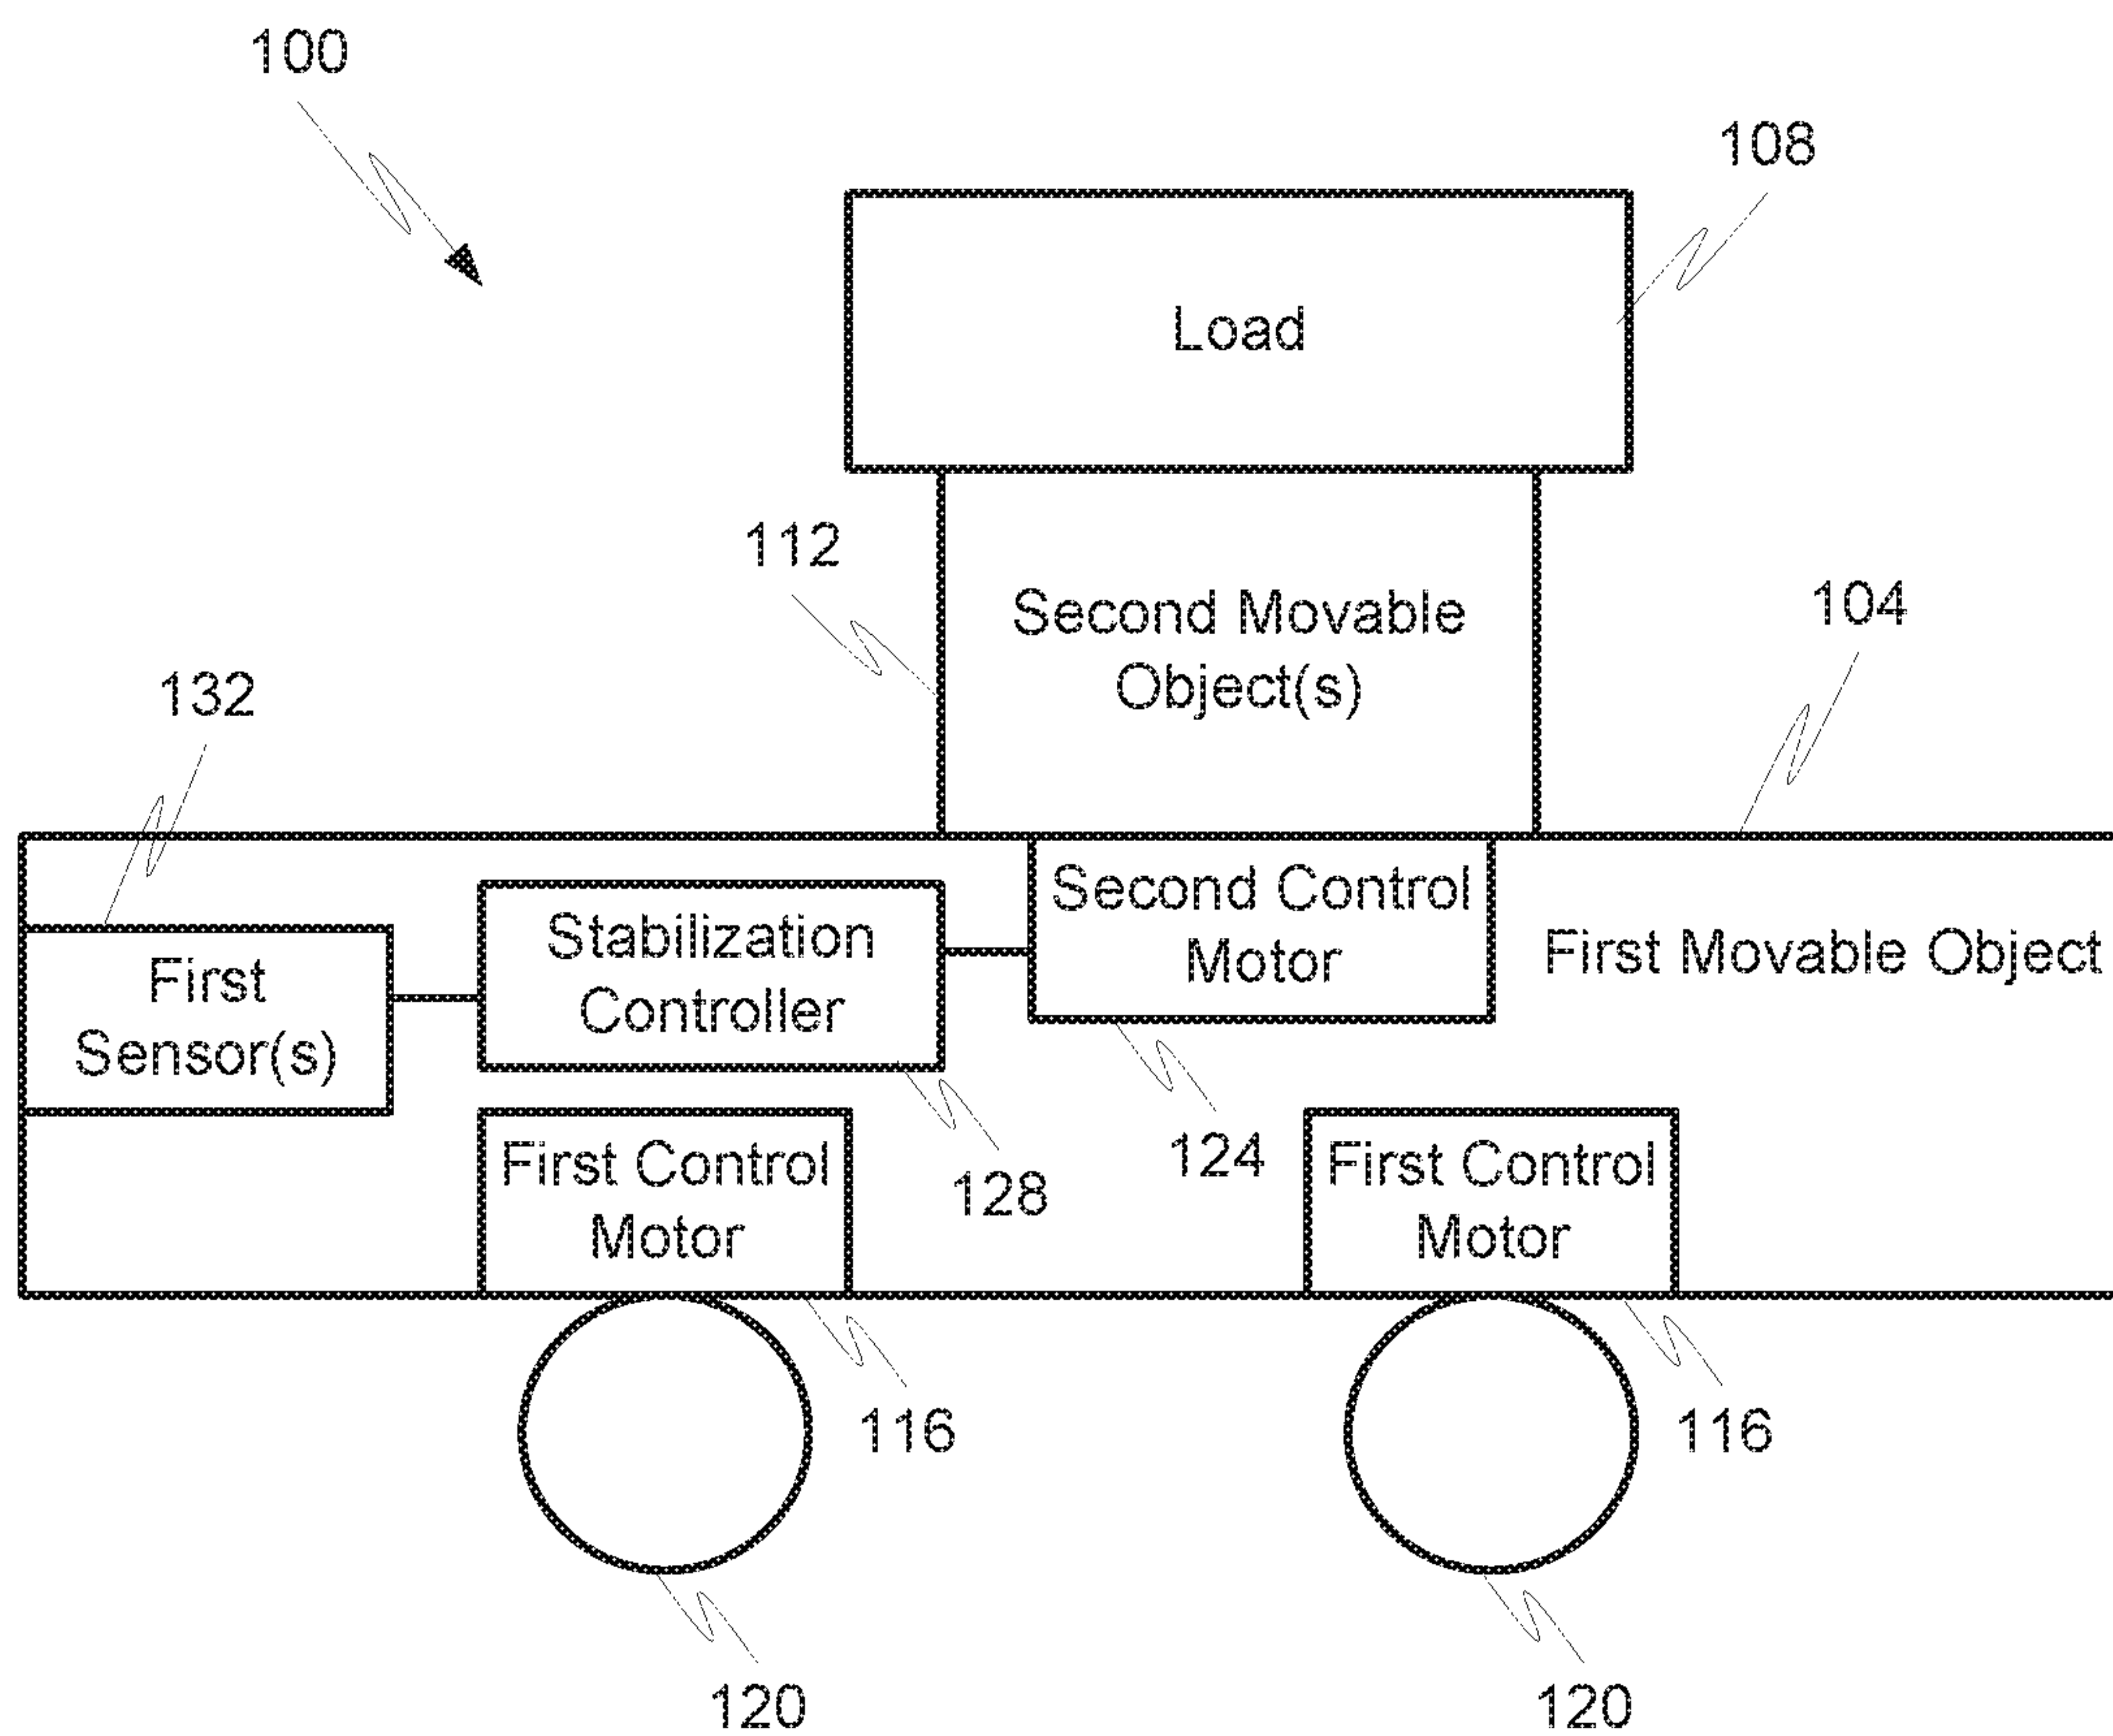 100
108
Load
112
Second Movable
Object(s)
104
132
Second Control
Motor
Stabilization
Controller
First Movable Object
First
Sensor(s)
First Control
Motor
128
124
First Control
Motor
116
116
120
120